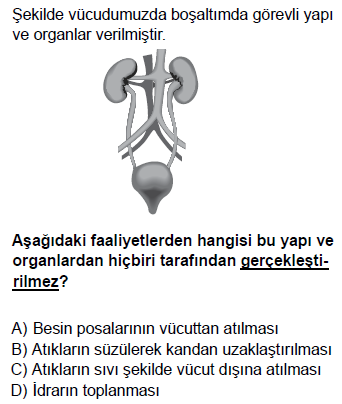 Şekilde vücudumuzda boşaltımda görevli yapı
ve organlar verilmiştir.
Aşağıdaki faaliyetlerden hangisi bu yapı ve
organlardan hiçbiri tarafından gerçekleşti-
rilmez?
A) Besin posalarının vücuttan atılması
B) Atıkların süzülerek kandan uzaklaştırılması
C) Atıkların sıvı şekilde vücut dışına atılması
D) İdrarın toplanması